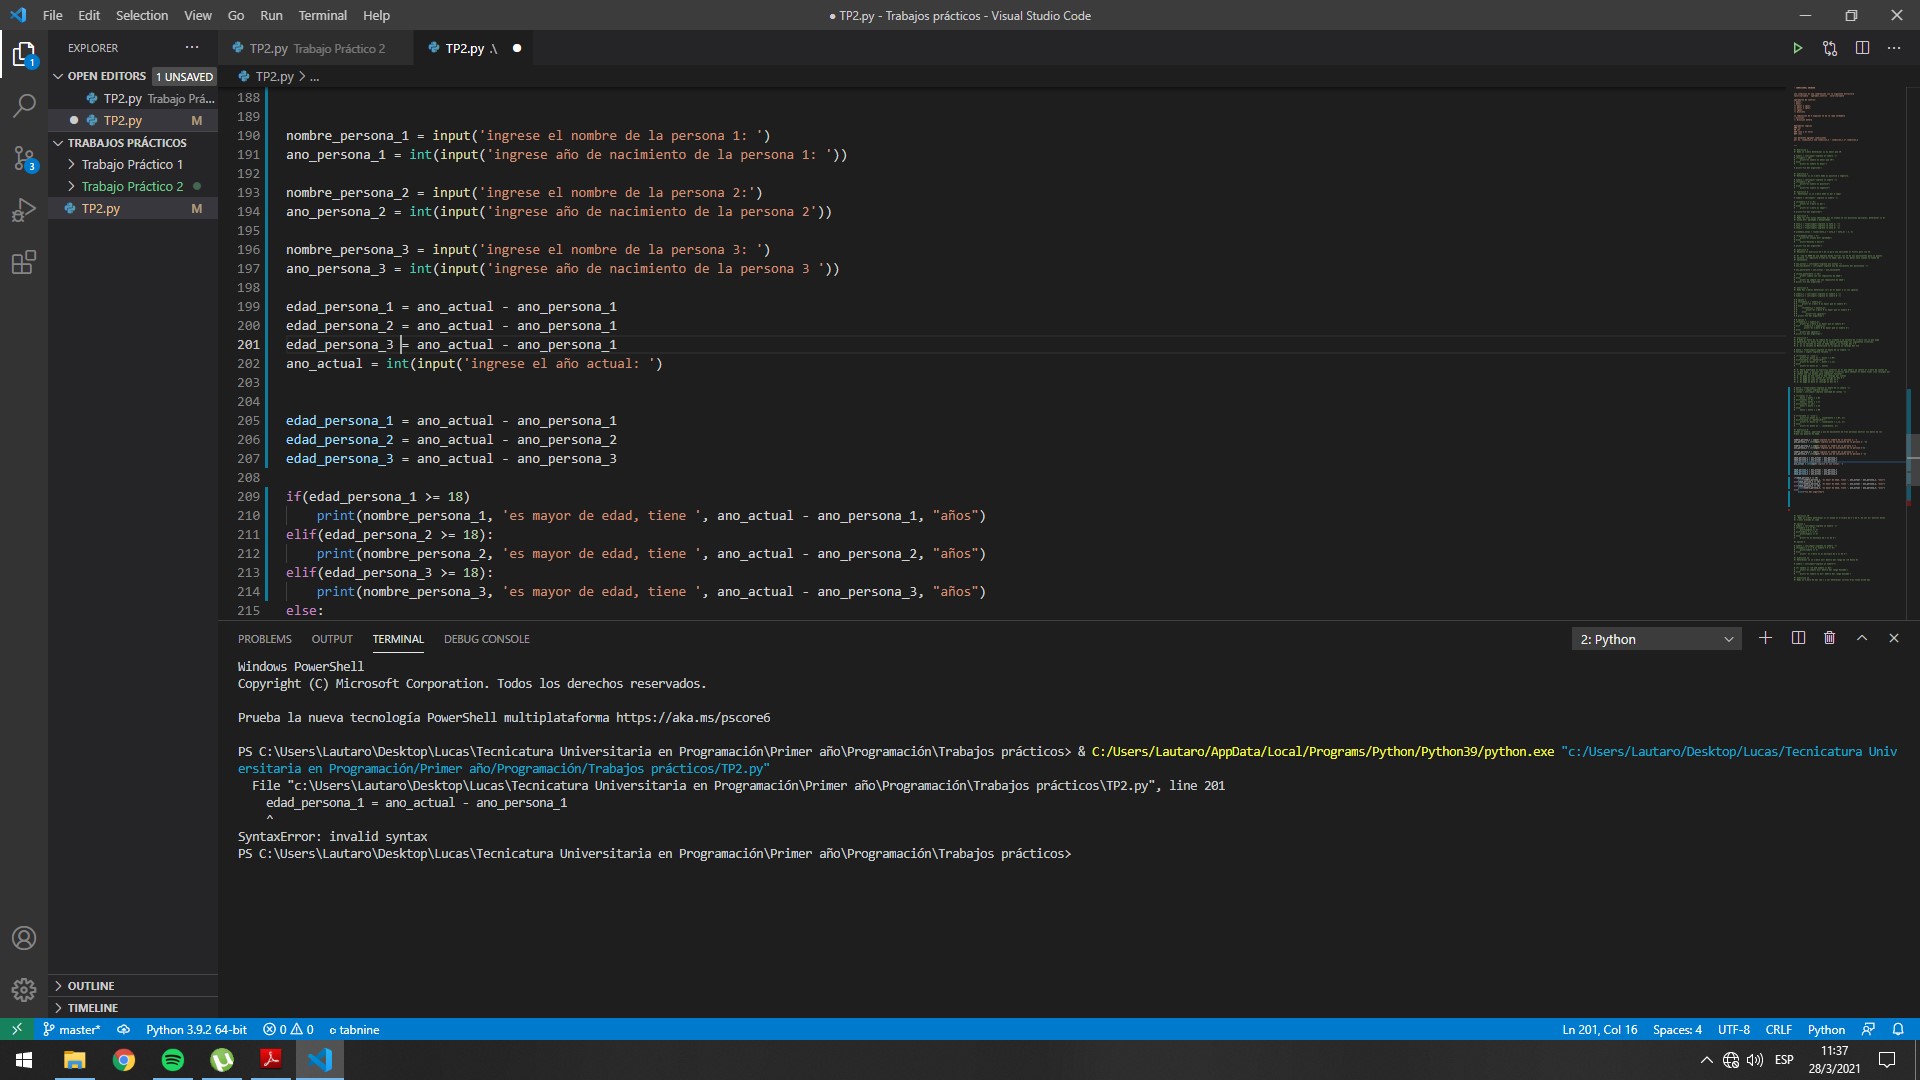 File Edit Selection View Go Run Terminal Help
● TP2.py - Trabajos prácticos - Visual Studio Code
EXPLORER
TP2.py Trabajo Práctico 2
TP2.py .\
OPEN EDITORS 1 UNSAVED
TP2.py Trabajo Prá...
TP2.py M
TRABAJOS PRÁCTICOS
Trabajo Práctico 1
Trabajo Práctico 2
TP2.py M
OUTLINE
TIMELINE
1
3
TP2.py > ...
188
189
190 nombre_persona_1 = input('ingrese el nombre de la persona 1: ')
191 ano_persona_1 = int(input('ingrese año de nacimiento de la persona 1: '))
192
193 nombre_persona_2 = input('ingrese el nombre de la persona 2:')
194 ano_persona_2 = int(input('ingrese año de nacimiento de la persona 2'))
195
196 nombre_persona_3 = input('ingrese el nombre de la persona 3: ')
197 ano_persona_3 = int(input('ingrese año de nacimiento de la persona 3 '))
198
199 edad_persona_1 = ano_actual - ano_persona_1
200 edad_persona_2 = ano_actual - ano_persona_1
201 edad_persona_3 = ano_actual - ano_persona_1
202 ano_actual = int(input('ingrese el año actual: ')
203
204
205 edad_persona_1 = ano_actual - ano_persona_1
206 edad_persona_2 = ano_actual - ano_persona_2
207 edad_persona_3 = ano_actual - ano_persona_3
208
209 if(edad_persona_1 >= 18)
210 print(nombre_persona_1, 'es mayor de edad, tiene ', ano_actual - ano_persona_1, "años")
211 elif(edad_persona_2 >= 18):
212 print(nombre_persona_2, 'es mayor de edad, tiene ', ano_actual - ano_persona_2, "años")
213 elif(edad_persona_3 >= 18):
214 print(nombre_persona_3, 'es mayor de edad, tiene ', ano_actual - ano_persona_3, "años")
215 else:
PROBLEMS OUTPUT TERMINAL DEBUG CONSOLE
2: Python
Windows PowerShell
Copyright (C) Microsoft Corporation. Todos los derechos reservados.
Prueba la nueva tecnología PowerShell multiplataforma https://aka.ms/pscore6
PS C:\Users\Lautaro\Desktop\Lucas\Tecnicatura Universitaria en Programación\Primer año\Programación\Trabajos prácticos> & C:/Users/Lautaro/AppData/Local/Programs/Python/Python39/python.exe "c:/Users/Lautaro/Desktop/Lucas/Tecnicatura Univ
ersitaria en Programación/Primer año/Programación/Trabajos prácticos/TP2.py"
File "c:\Users\Lautaro\Desktop\Lucas\Tecnicatura Universitaria en Programación\Primer año\Programación\Trabajos prácticos\TP2.py", line 201
edad_persona_1 = ano_actual - ano_persona_1
^
SyntaxError: invalid syntax
PS C:\Users\Lautaro\Desktop\Lucas\Tecnicatura Universitaria en Programación\Primer año\Programación\Trabajos prácticos>
master* Python 3.9.2 64-bit 0 0 tabnine
Ln 201, Col 16 Spaces: 4 UTF-8 CRLF Python
ESP
11:37
28/3/2021